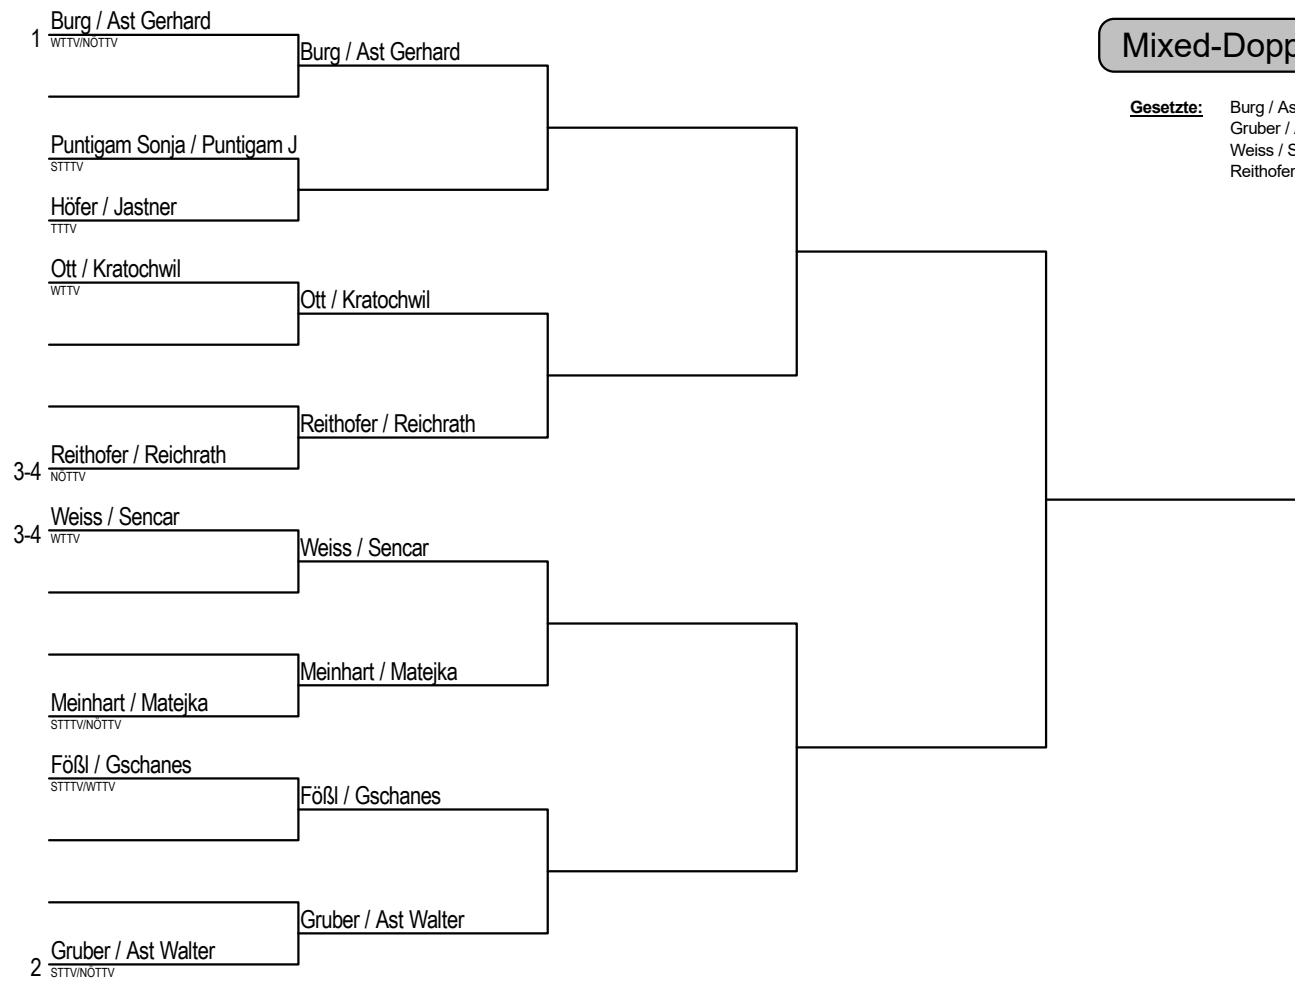 Burg / Ast Gerhard
1
WTTV/NÖTTV
Burg / Ast Gerhard
Puntigam Sonja / Puntigam J
STTTV
Höfer / Jastner
TTTV
Ott / Kratochwil
WTTV
Ott / Kratochwil
Reithofer / Reichrath
Reithofer / Reichrath
3-4
NÖTTV
Weiss / Sencar
3-4
WTTV
Weiss / Sencar
Meinhart / Matejka
Meinhart / Matejka
STTTV/NÖTTV
Fößl / Gschanes
STTTV/WTTV
Fößl / Gschanes
Gruber / Ast Walter
Gruber / Ast Walter
2
STTV/NÖTTV
Mixed-Dopp
Gesetzte: Burg / As
Gruber /
Weiss / S
Reithofer